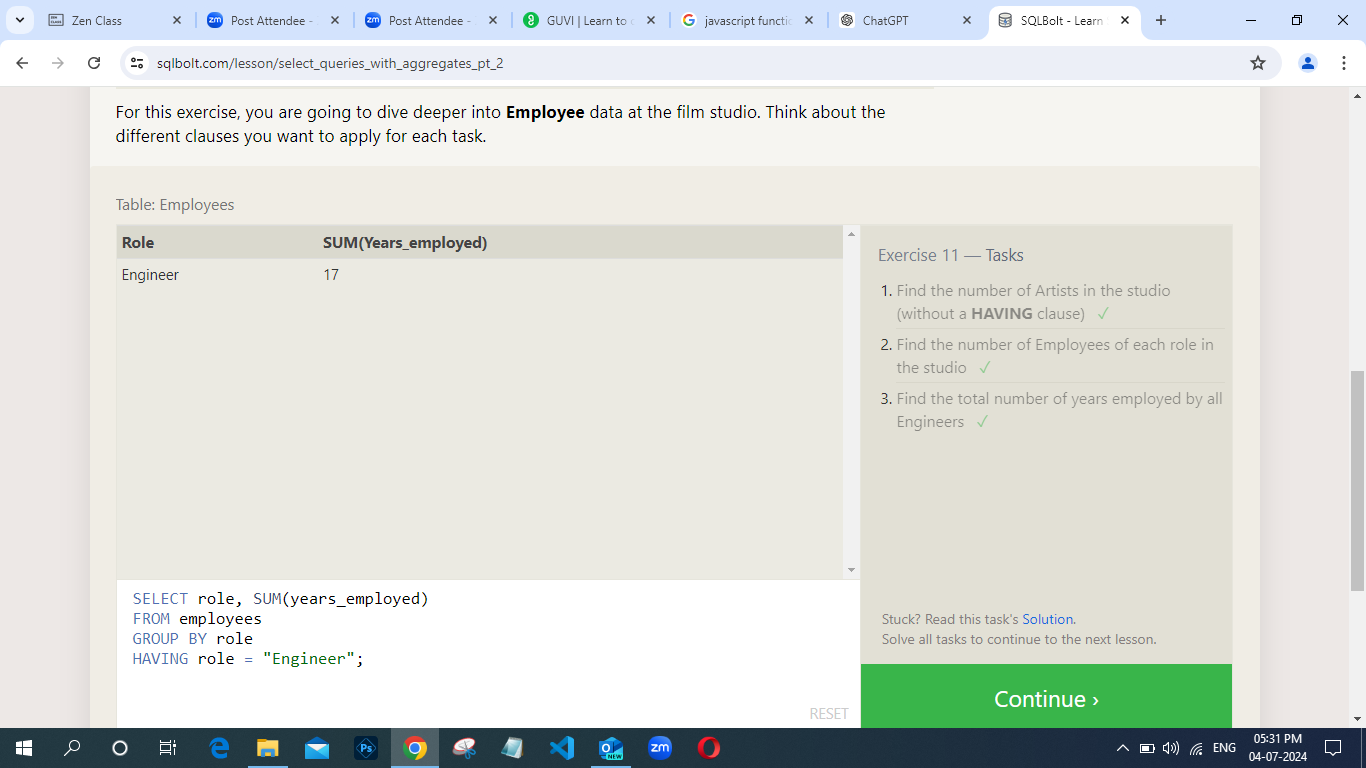 Zen Class
Post Attendee -
Post Attendee -
GUVI | Learn to c
javascript functio
ChatGPT
SQLBolt - Learn
sqlbolt.com/lesson/select_queries_with_aggregates_pt_2
For this exercise, you are going to dive deeper into Employee data at the film studio. Think about the
different clauses you want to apply for each task.
Table: Employees
Role SUM(Years_employed)
Engineer 17
Exercise 11 — Tasks
1. Find the number of Artists in the studio
(without a HAVING clause) ✓
2. Find the number of Employees of each role in
the studio ✓
3. Find the total number of years employed by all
Engineers ✓
SELECT role, SUM(years_employed)
FROM employees
GROUP BY role
HAVING role = "Engineer";
RESET
Stuck? Read this task's Solution.
Solve all tasks to continue to the next lesson.
Continue ›
ENG
05:31 PM
04-07-2024